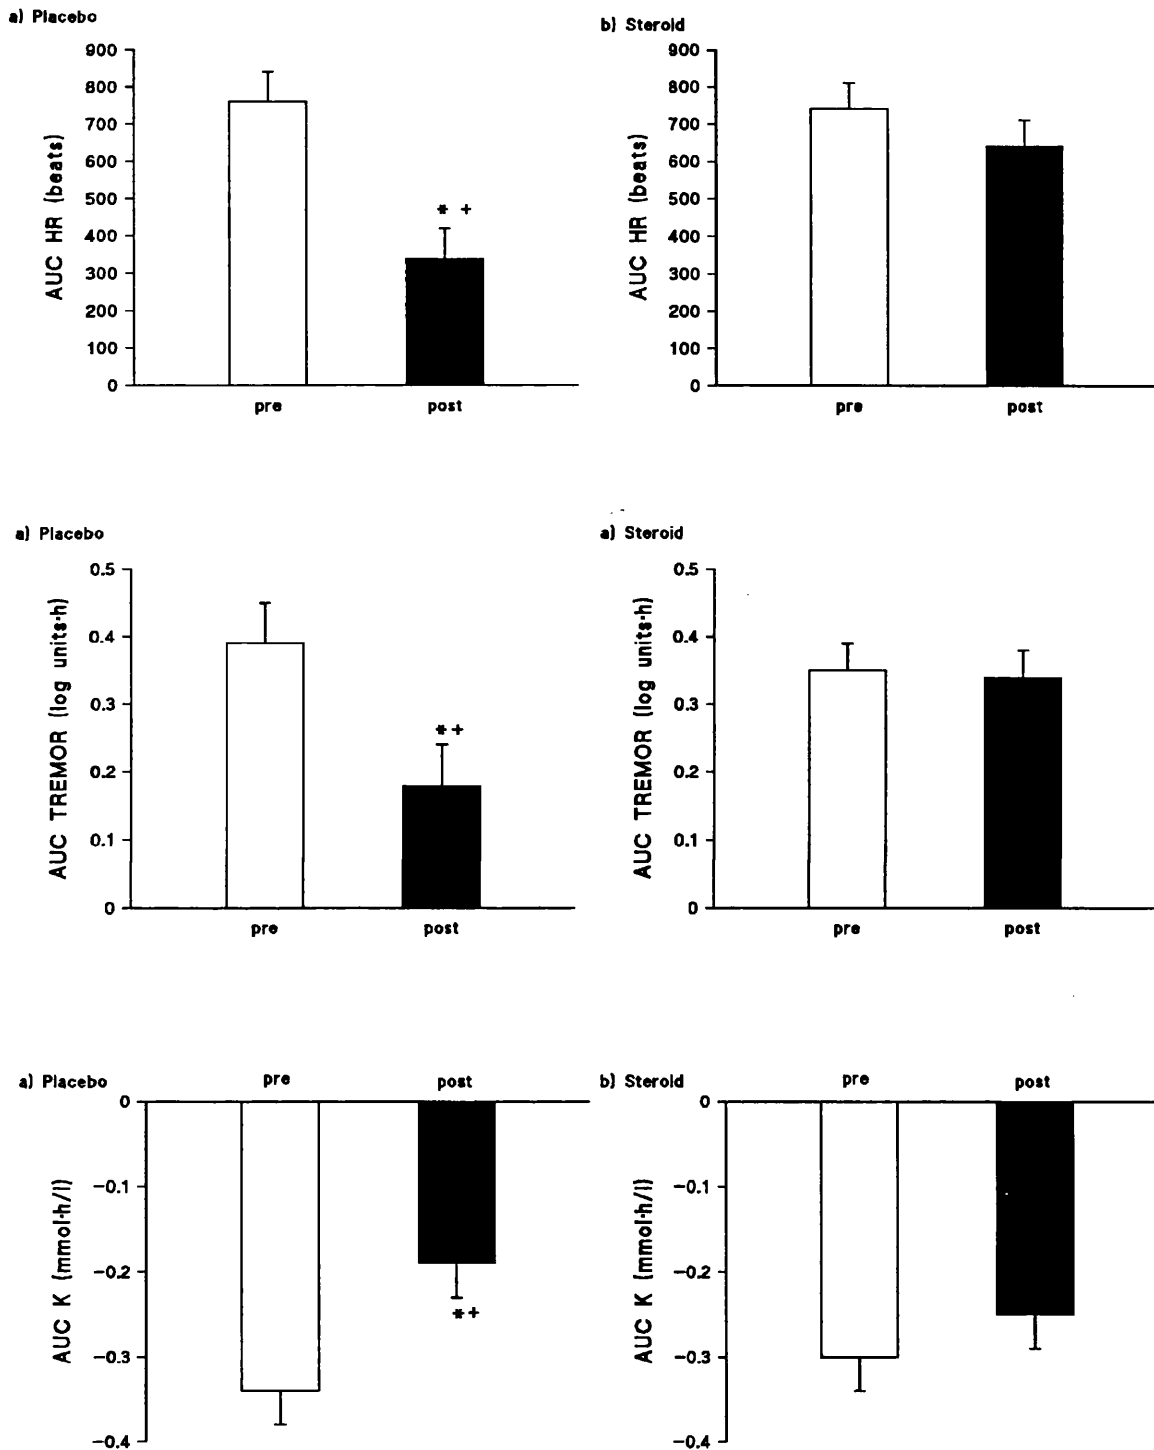 a) Placebo
AUC HR (beats)
900
800
700
600
500
400
300
200
100
0
* +
pre post
b) Steroid
AUC HR (beats)
900
800
700
600
500
400
300
200
100
0
pre post
a) Placebo
AUC TREMOR (log units·h)
0.5
0.4
0.3
0.2
0.1
0
*+
pre post
a) Steroid
AUC TREMOR (log units·h)
0.5
0.4
0.3
0.2
0.1
0
pre post
a) Placebo
pre post
AUC K (mmol·h/l)
0
−0.1
−0.2
−0.3
−0.4
*+
b) Steroid
pre post
AUC K (mmol·h/l)
0
−0.1
−0.2
−0.3
−0.4